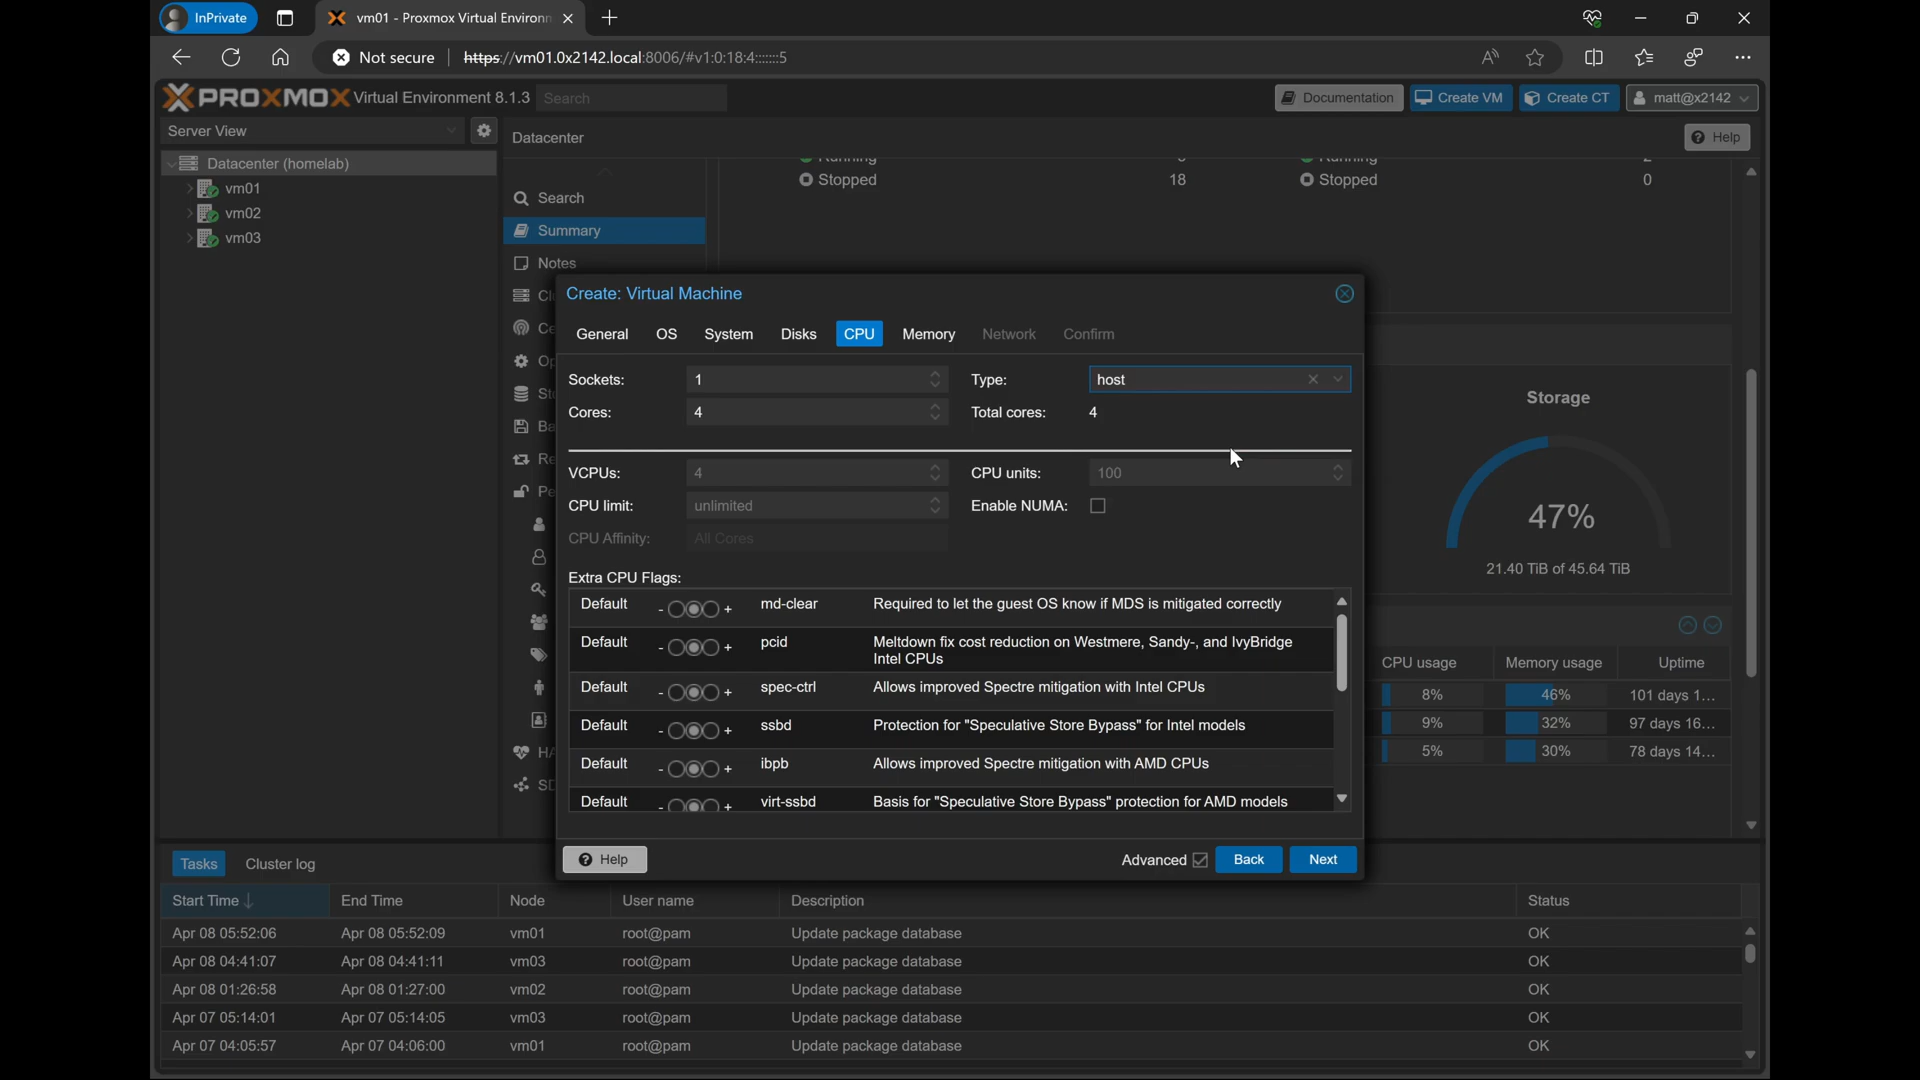 InPrivate
vm01 - Proxmox Virtual Environm
Not secure
https://vm01.0x2142.local:8006/#v1:0:18:4:::::::5
PROXMOX Virtual Environment 8.1.3
Search
Documentation
Create VM
Create CT
matt@x2142
Server View
Datacenter
Help
Datacenter (homelab)
vm01
vm02
vm03
Search
Summary
Notes
Running
Stopped 18
Running
Stopped 0
Create: Virtual Machine
General OS System Disks CPU Memory Network Confirm
Sockets: 1 Type: host
Cores: 4 Total cores: 4
VCPUs: 4 CPU units: 100
CPU limit: unlimited Enable NUMA:
CPU Affinity: All Cores
Extra CPU Flags:
Default - + md-clear Required to let the guest OS know if MDS is mitigated correctly
Default - + pcid Meltdown fix cost reduction on Westmere, Sandy-, and IvyBridge
Intel CPUs
Default - + spec-ctrl Allows improved Spectre mitigation with Intel CPUs
Default - + ssbd Protection for "Speculative Store Bypass" for Intel models
Default - + ibpb Allows improved Spectre mitigation with AMD CPUs
Default - + virt-ssbd Basis for "Speculative Store Bypass" protection for AMD models
Help
Advanced
Back
Next
Storage
47%
21.40 TiB of 45.64 TiB
CPU usage Memory usage Uptime
8% 46% 101 days 1...
9% 32% 97 days 16...
5% 30% 78 days 14...
Tasks Cluster log
Start Time End Time Node User name Description Status
Apr 08 05:52:06 Apr 08 05:52:09 vm01 root@pam Update package database OK
Apr 08 04:41:07 Apr 08 04:41:11 vm03 root@pam Update package database OK
Apr 08 01:26:58 Apr 08 01:27:00 vm02 root@pam Update package database OK
Apr 07 05:14:01 Apr 07 05:14:05 vm03 root@pam Update package database OK
Apr 07 04:05:57 Apr 07 04:06:00 vm01 root@pam Update package database OK